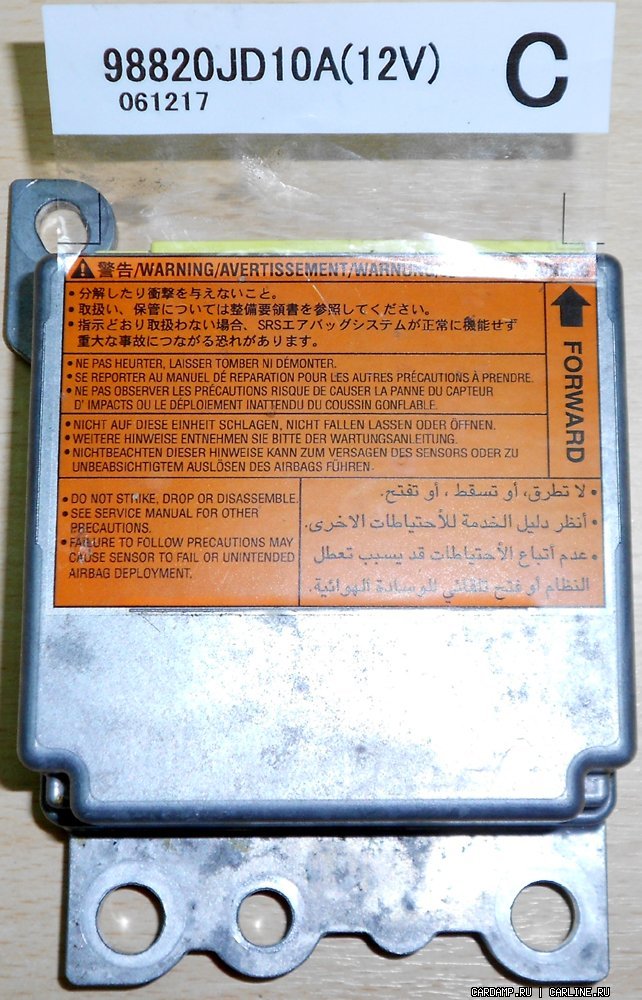 98820JD10A(12V) C
061217
警告/WARNING/AVERTISSEMENT/WARNUNG/
• 分解したり衝撃を与えないこと。
• 取扱い、保管については整備要領書を参照してください。
• 指示どおり取扱わない場合、SRSエアバッグシステムが正常に機能せず
重大な事故につながる恐れがあります。
FORWARD
• NE PAS HEURTER, LAISSER TOMBER NI DÉMONTER.
• SE REPORTER AU MANUEL DÉ RÉPARATION POUR LES AUTRES PRÉCAUTIONS À PRENDRE.
• NE PAS OBSERVER LES PRÉCAUTIONS RISQUE DE CAUSER LA PANNE DU CAPTEUR
D' IMPACTS OU LE DÉPLOIEMENT INATTENDU DU COUSSIN GONFLABLE.
• NICHT AUF DIESE EINHEIT SCHLAGEN, NICHT FALLEN LASSEN ODER ÖFFNEN.
• WEITERE HINWEISE ENTNEHMEN SIE BITTE DER WARTUNGSANLEITUNG.
• NICHTBEACHTEN DIESER HINWEISE KANN ZUM VERSAGEN DES SENSORS ODER ZU
UNBEABSICHTIGTEM AUSLÖSEN DES AIRBAGS FÜHREN.
• DO NOT STRIKE, DROP OR DISASSEMBLE.
• SEE SERVICE MANUAL FOR OTHER
PRECAUTIONS.
• FAILURE TO FOLLOW PRECAUTIONS MAY
CAUSE SENSOR TO FAIL OR UNINTENDED
AIRBAG DEPLOYMENT.
• لا تطرق، أو تسقط ، أو تفتح.
• أنظر دليل الخدمة للأحتياطات الاخرى.
• عدم أتباع الأحتياطات قد يسبب تعطل
النظام أو فتح تلقائي للوسادة الهوائية.
CARDAMP.RU | CARLINE.RU